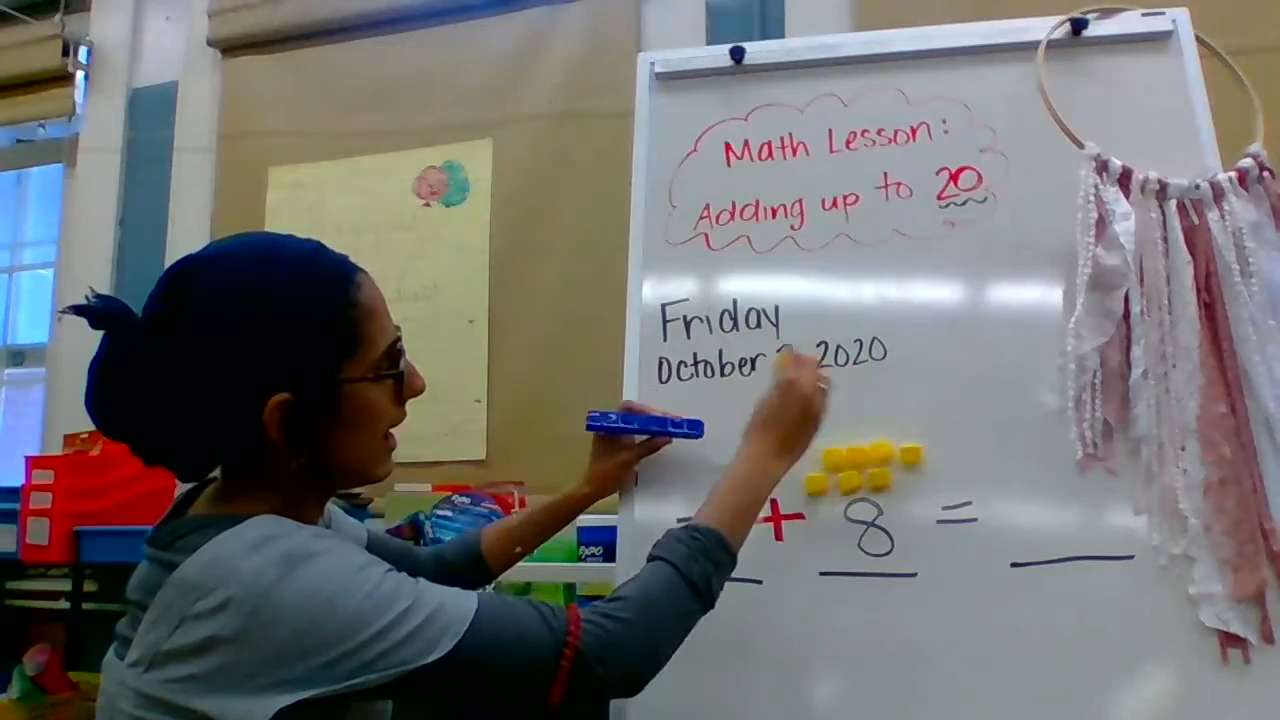 Math Lesson:
Adding up to 20
Friday
October 2020
+ 8 =
EXPO